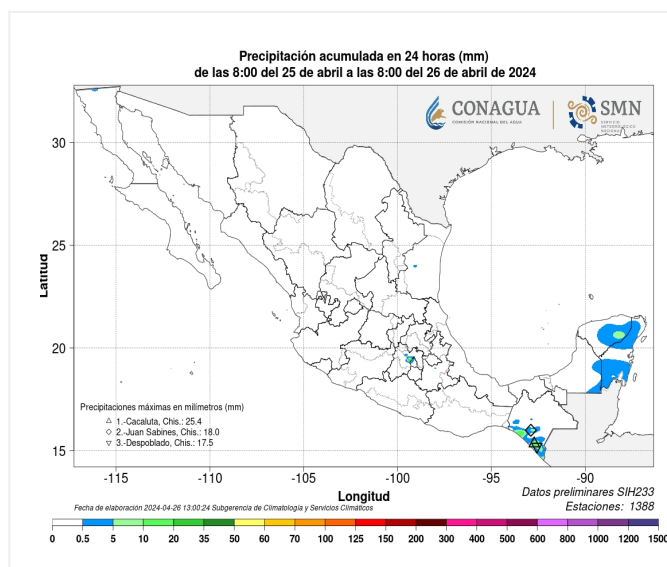 Precipitación acumulada en 24 horas (mm)
de las 8:00 del 25 de abril a las 8:00 del 26 de abril de 2024
CONAGUA
COMISIÓN NACIONAL DEL AGUA
SMN
SERVICIO
METEOROLÓGICO
NACIONAL
30
25
20
15
Latitud
Precipitaciones máximas en milímetros (mm)
1.-Cacaluta, Chis.: 25.4
2.-Juan Sabines, Chis.: 18.0
3.-Despoblado, Chis.: 17.5
-115 -110 -105 -100 -95 -90
Longitud
Datos preliminares SIH233
Estaciones: 1388
Fecha de elaboración 2024-04-26 13:00:24 Subgerencia de Climatología y Servicios Climáticos
0 0.5 5 10 20 35 50 60 70 100 125 150 200 300 400 500 600 800 1000 1200 1500